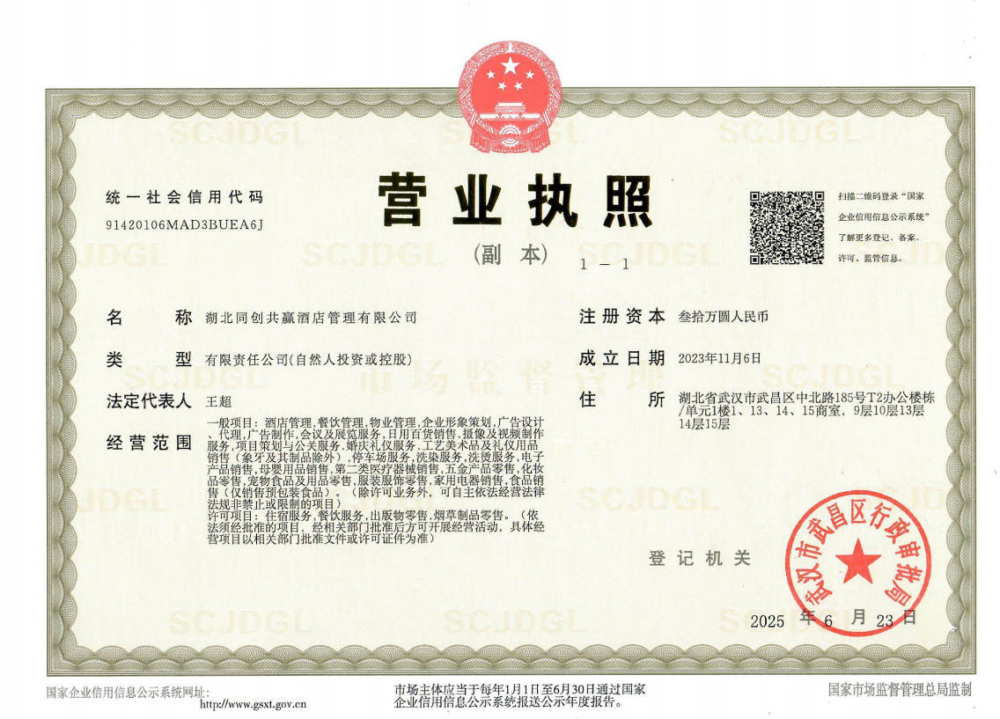 营业执照
(副 本)
1-1
统一社会信用代码
91420106MAD3BUEA6J
扫描二维码登录“国家
企业信用信息公示系统”
了解更多登记、备案、
许可、监管信息。
名 称 湖北同创共赢酒店管理有限公司
类 型 有限责任公司(自然人投资或控股)
法定代表人 王超
经营范围
一般项目：酒店管理,餐饮管理,物业管理,企业形象策划,广告设计
、代理,广告制作,会议及展览服务,日用百货销售,摄像及视频制作
服务,项目策划与公关服务,婚庆礼仪服务,工艺美术品及礼仪用品
销售（象牙及其制品除外）,停车场服务,洗染服务,洗烫服务,电子
产品销售,母婴用品销售,第二类医疗器械销售,五金产品零售,化妆
品零售,宠物食品及用品零售,服装服饰零售,家用电器销售,食品销
售（仅销售预包装食品）。（除许可业务外，可自主依法经营法律
法规非禁止或限制的项目）
许可项目：住宿服务,餐饮服务,出版物零售,烟草制品零售。（依
法须经批准的项目，经相关部门批准后方可开展经营活动，具体经
营项目以相关部门批准文件或许可证件为准）
注册资本 叁拾万圆人民币
成立日期 2023年11月6日
住 所 湖北省武汉市武昌区中北路185号T2办公楼栋
/单元1楼1、13、14、15商室，9层10层13层
14层15层
登记机关
武汉市武昌区行政审批局
2025 年 6 月 23 日
国家企业信用信息公示系统网址：
http://www.gsxt.gov.cn
市场主体应当于每年1月1日至6月30日通过国家
企业信用信息公示系统报送公示年度报告。
国家市场监督管理总局监制
SCJDGL
市场监督管理